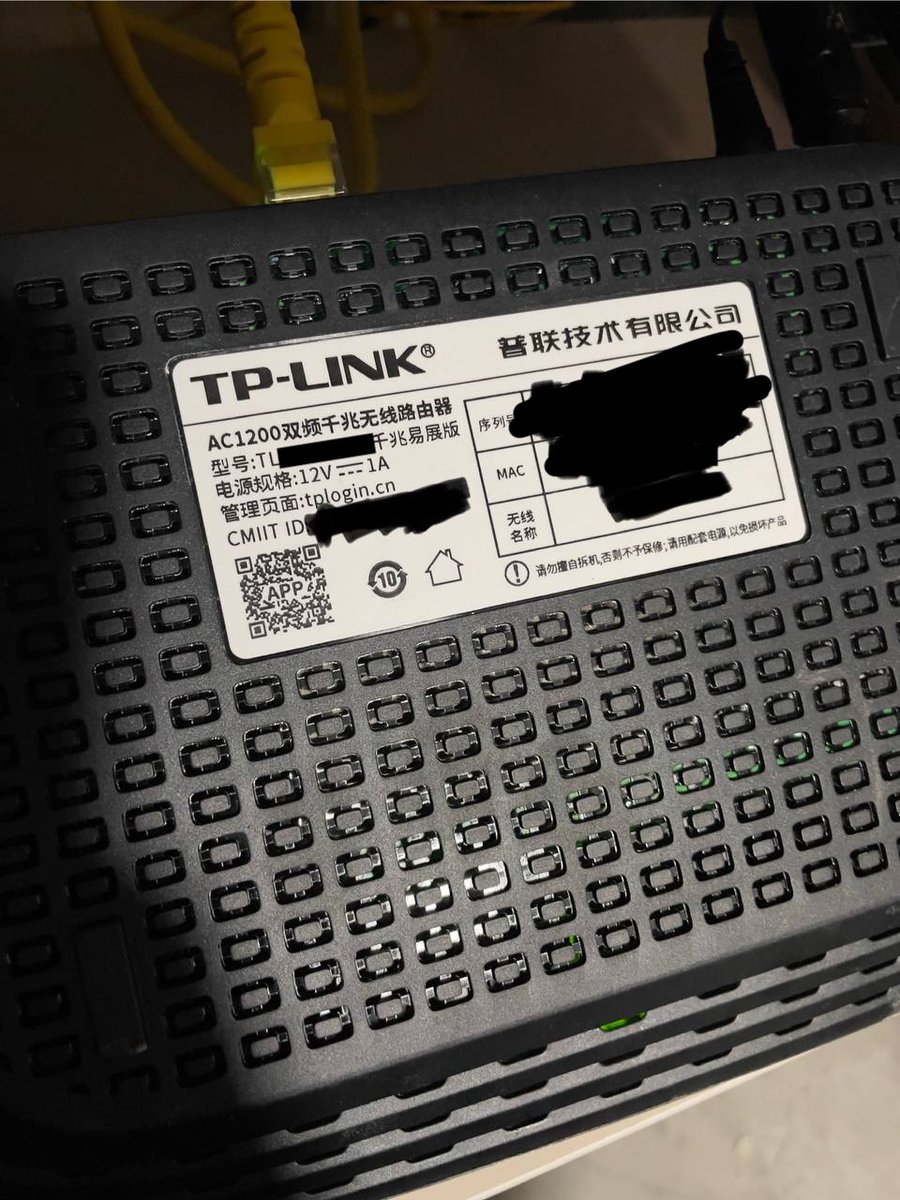 TP-LINK®
普联技术有限公司
AC1200双频千兆无线路由器
型号:TL
千兆易展版
电源规格:12V⎓1A
管理页面:tplogin.cn
CMIIT ID
APP
10
序列号
MAC
无线
名称
请勿擅自拆机,否则不予保修;请用配套电源,以免损坏产品